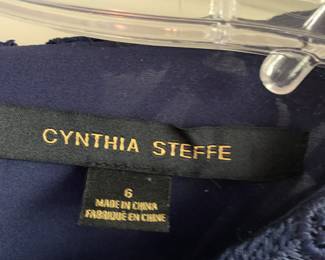 CYNTHIA STEFFE
6
MADE IN CHINA
FABRIQUÉ EN CHINE